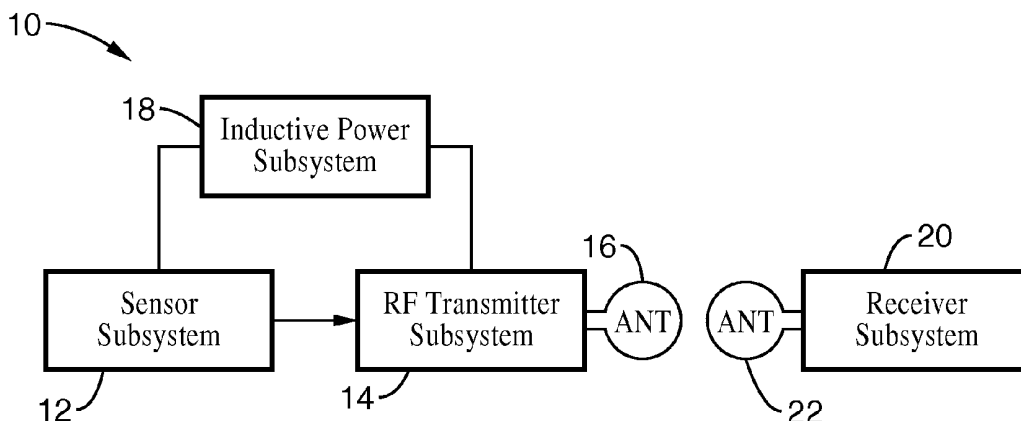 10
18
Inductive Power
Subsystem
16
20
Sensor
Subsystem
RF Transmitter
Subsystem
ANT
ANT
Receiver
Subsystem
12
14
22